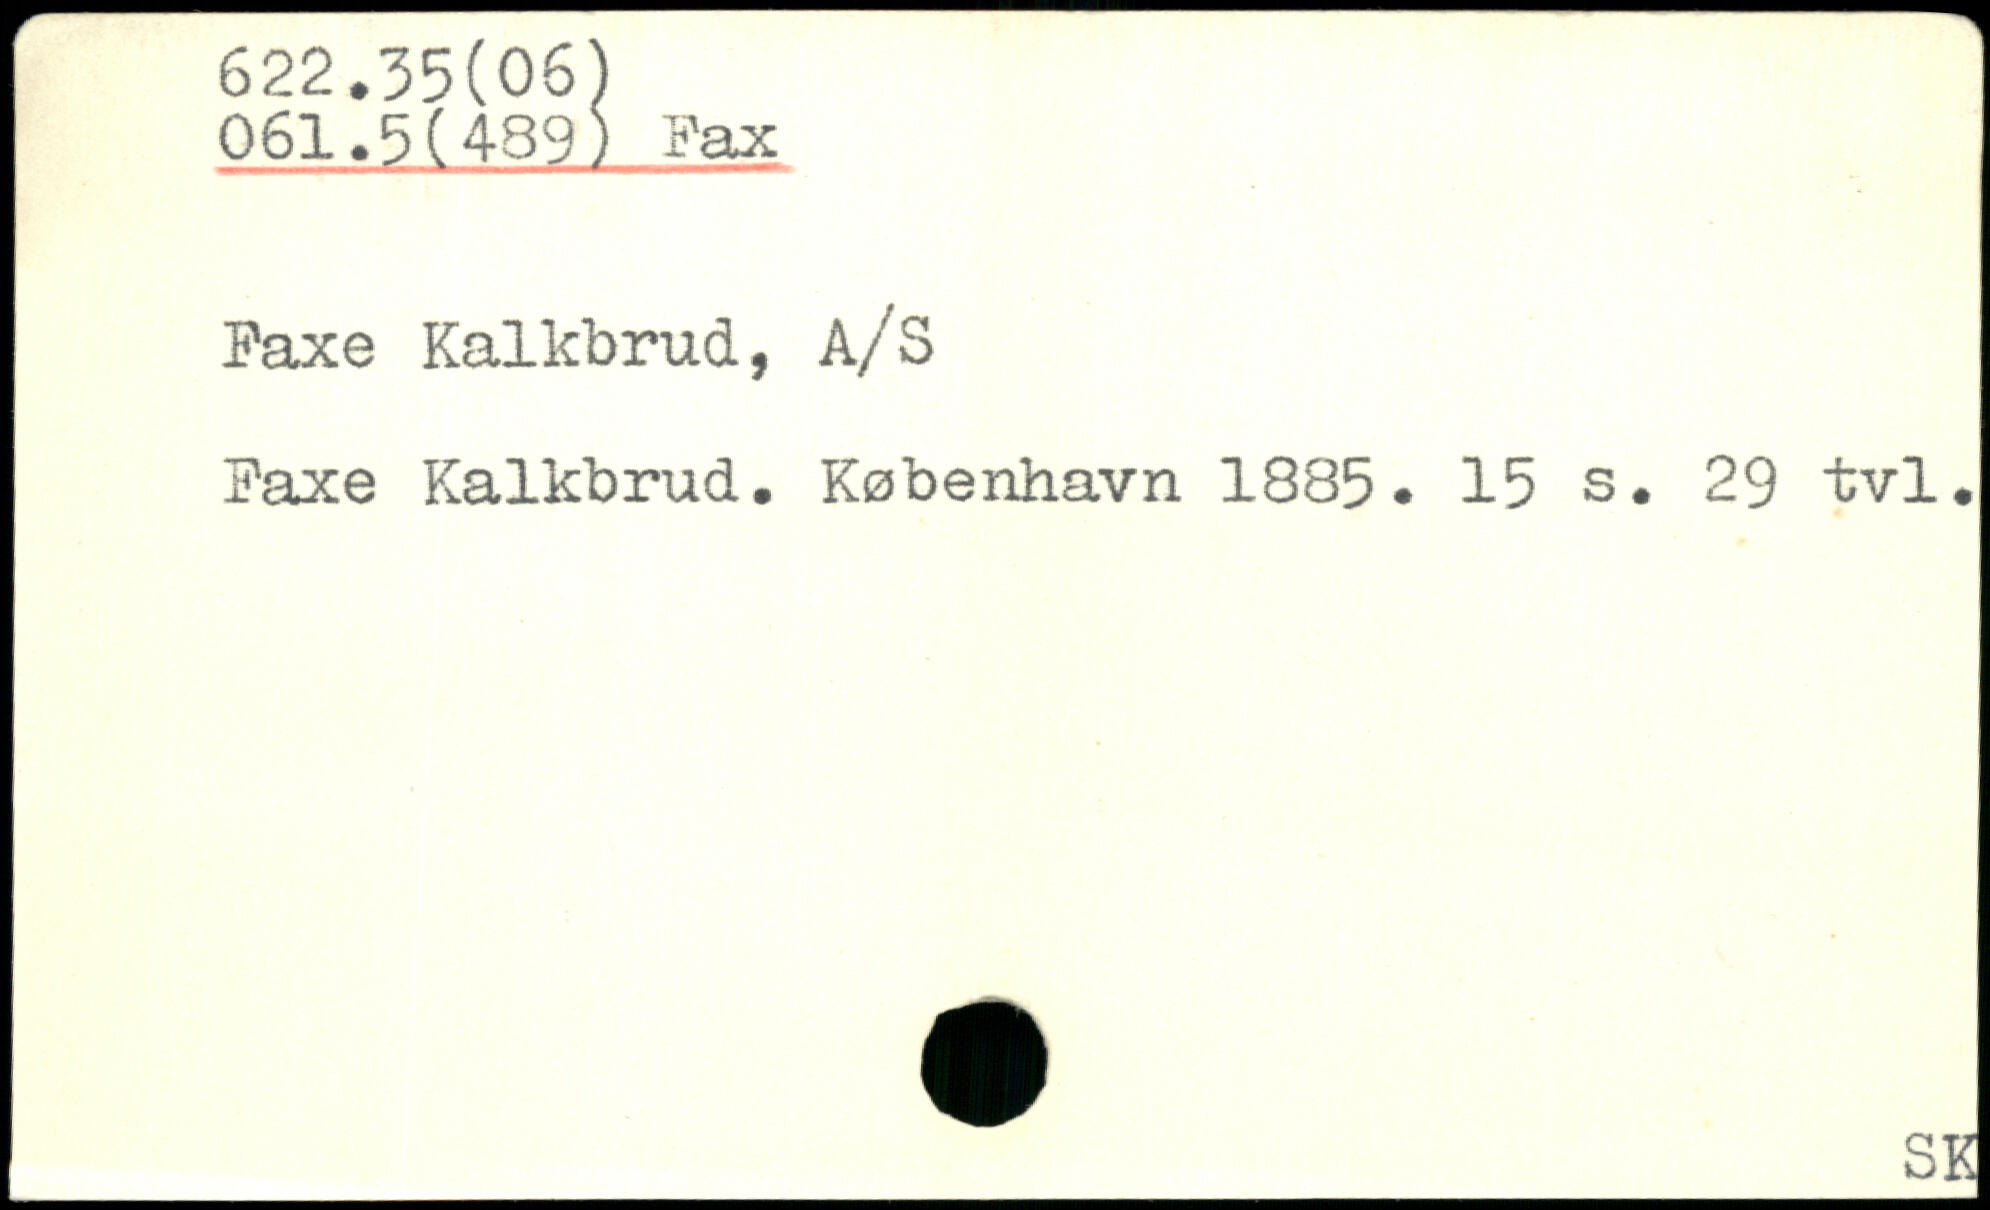 622.35(06)
061.5(489) Fax
Faxe Kalkbrud, A/S
Faxe Kalkbrud. København 1885. 15 s. 29 tvl.
SK